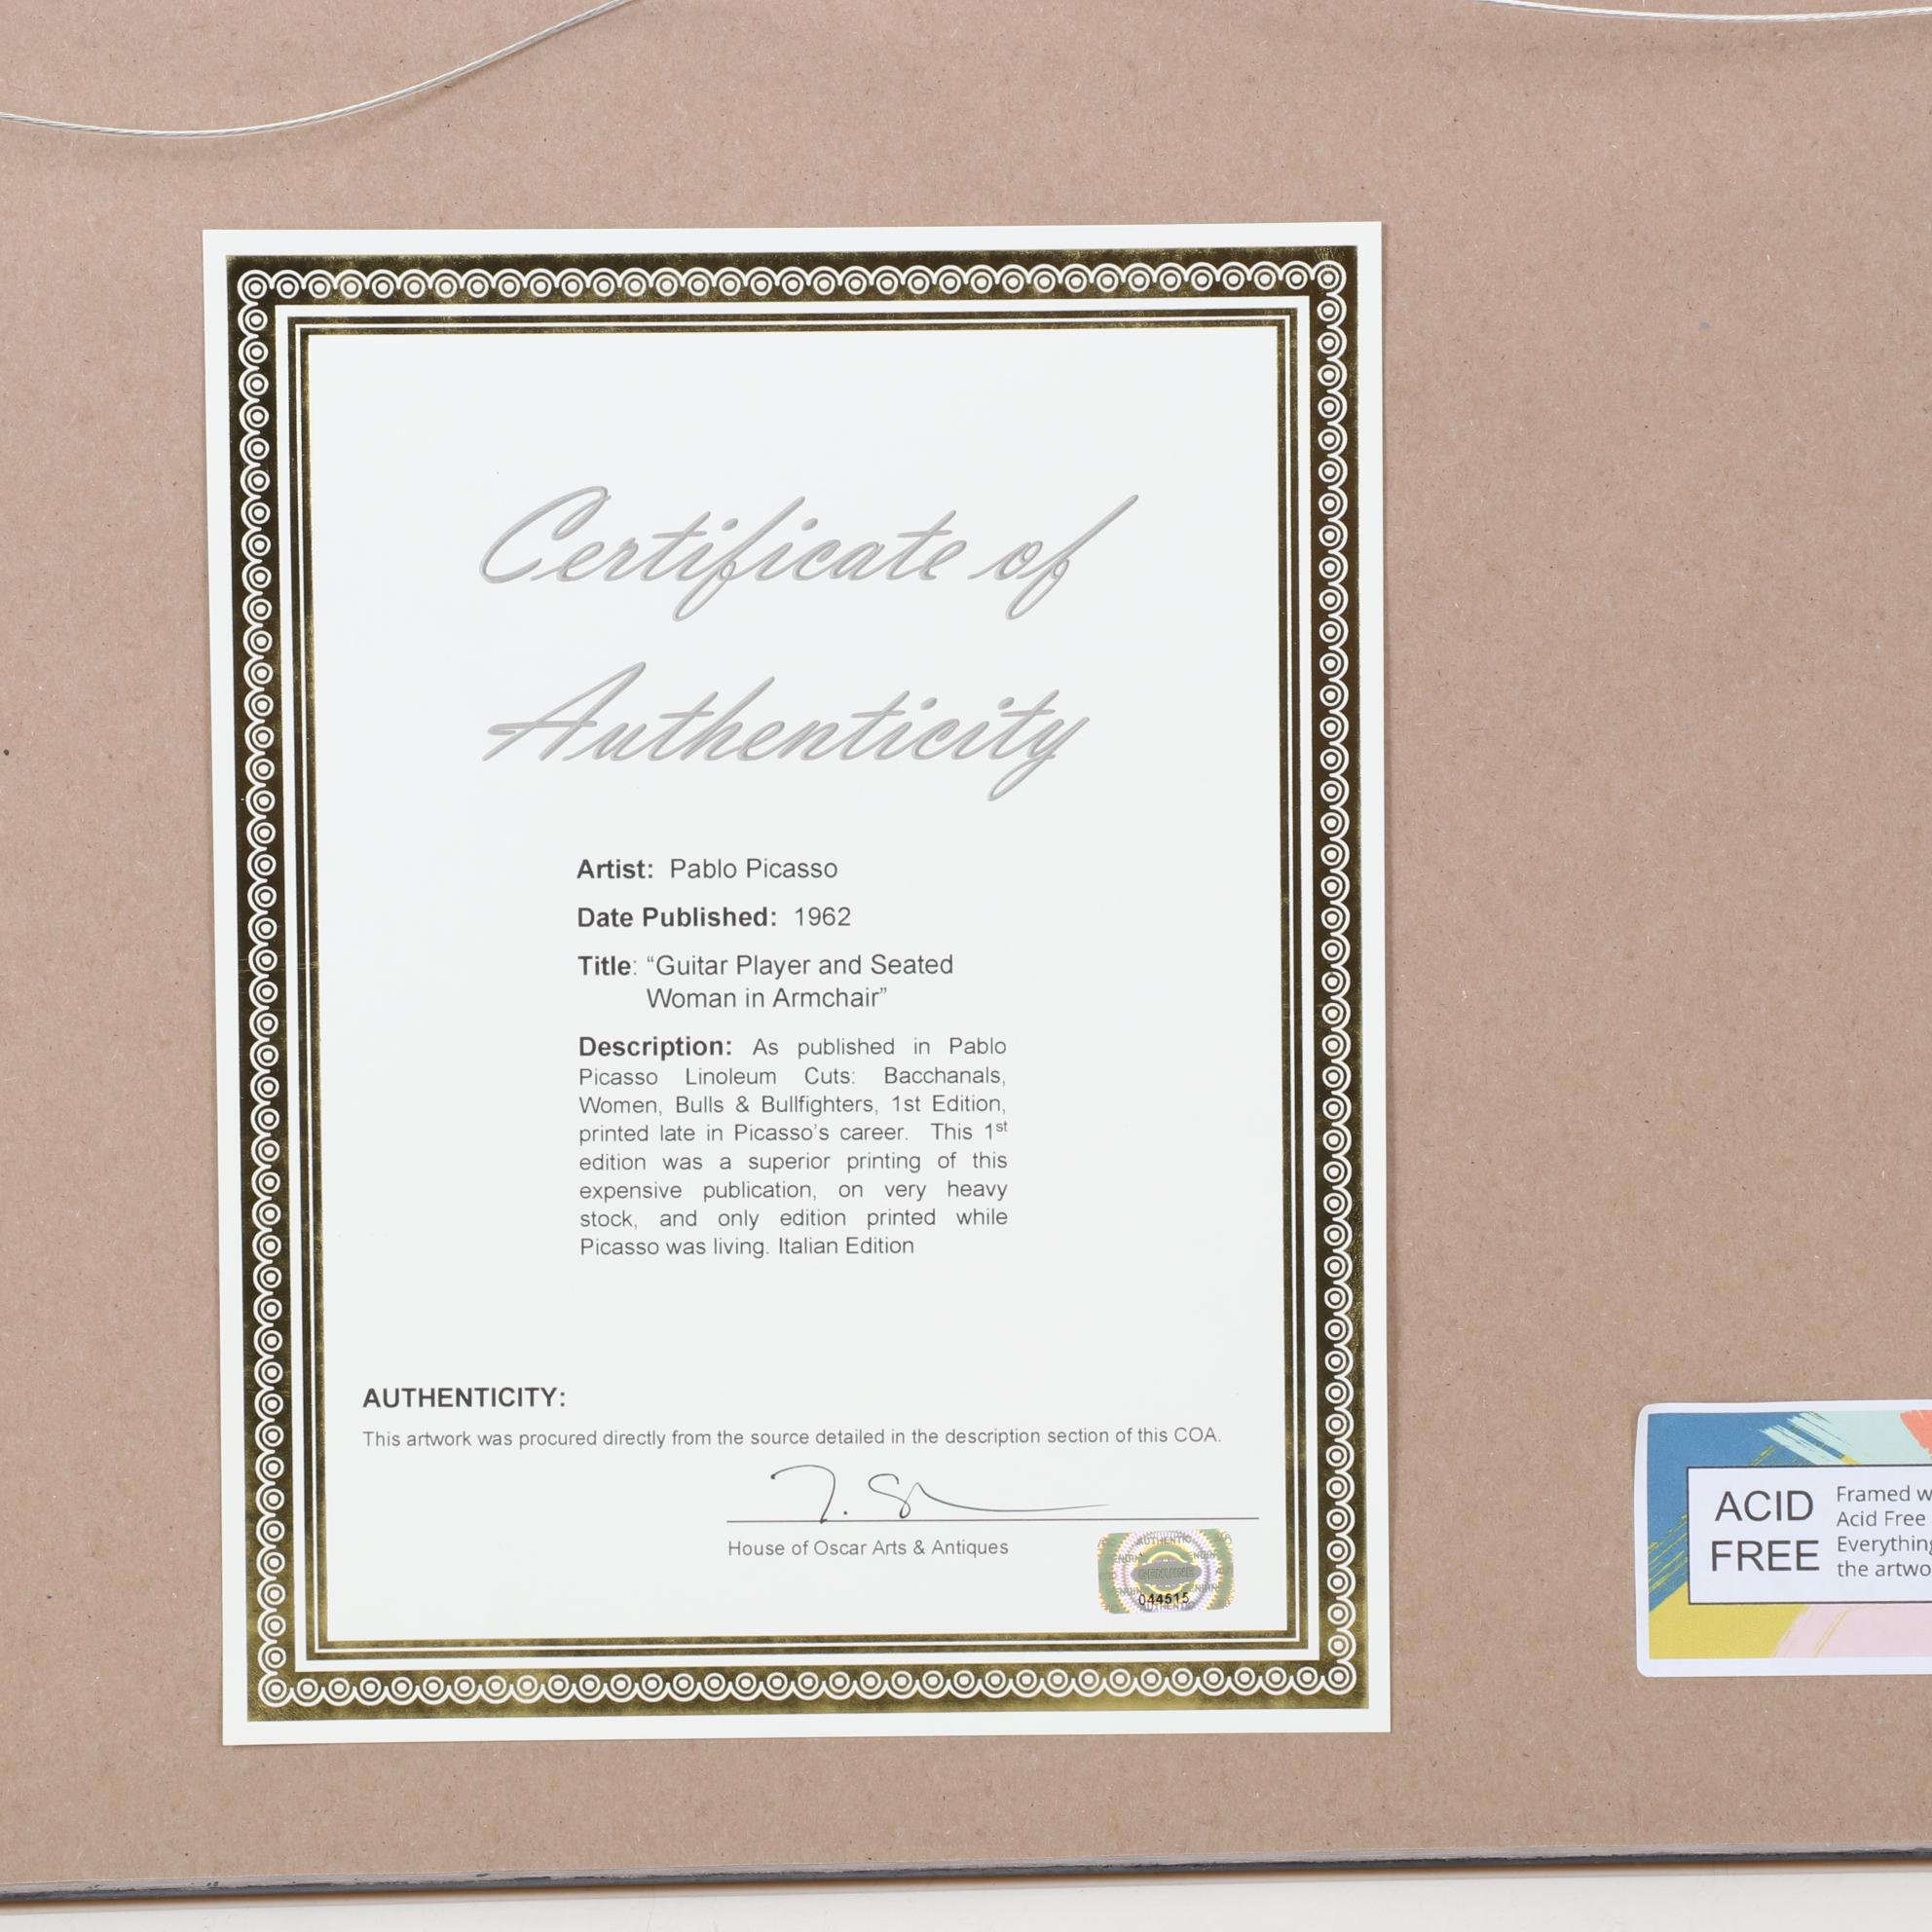 Certificate of
Authenticity
Artist: Pablo Picasso
Date Published: 1962
Title: “Guitar Player and Seated
Woman in Armchair”
Description: As published in Pablo
Picasso Linoleum Cuts: Bacchanals,
Women, Bulls & Bullfighters, 1st Edition,
printed late in Picasso’s career. This 1st
edition was a superior printing of this
expensive publication, on very heavy
stock, and only edition printed while
Picasso was living. Italian Edition
AUTHENTICITY:
This artwork was procured directly from the source detailed in the description section of this COA.
House of Oscar Arts & Antiques
AUTHENTIC
GENUINE
044515
ACID
FREE
Framed w
Acid Free
Everything
the artwo